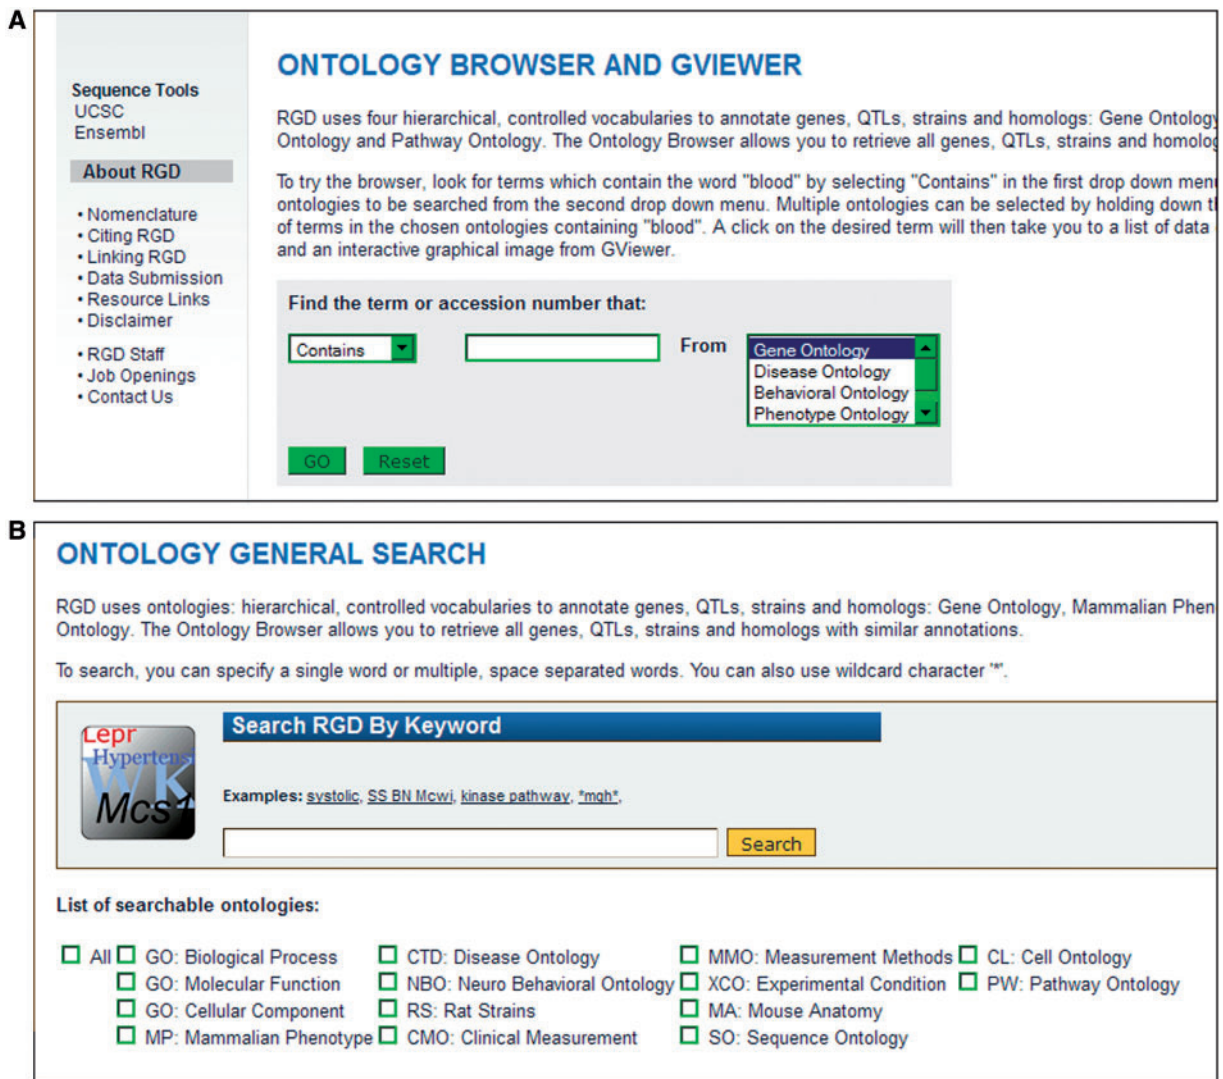 A
Sequence Tools
UCSC
Ensembl
About RGD
• Nomenclature
• Citing RGD
• Linking RGD
• Data Submission
• Resource Links
• Disclaimer
• RGD Staff
• Job Openings
• Contact Us
ONTOLOGY BROWSER AND GVIEWER
RGD uses four hierarchical, controlled vocabularies to annotate genes, QTLs, strains and homologs: Gene Ontology
Ontology and Pathway Ontology. The Ontology Browser allows you to retrieve all genes, QTLs, strains and homolog
To try the browser, look for terms which contain the word "blood" by selecting "Contains" in the first drop down men
ontologies to be searched from the second drop down menu. Multiple ontologies can be selected by holding down t
of terms in the chosen ontologies containing "blood". A click on the desired term will then take you to a list of data
and an interactive graphical image from GViewer.
Find the term or accession number that:
Contains From Gene Ontology
Disease Ontology
Behavioral Ontology
Phenotype Ontology
GO Reset
B
ONTOLOGY GENERAL SEARCH
RGD uses ontologies: hierarchical, controlled vocabularies to annotate genes, QTLs, strains and homologs: Gene Ontology, Mammalian Phen
Ontology. The Ontology Browser allows you to retrieve all genes, QTLs, strains and homologs with similar annotations.
To search, you can specify a single word or multiple, space separated words. You can also use wildcard character '*'.
Lepr
Hypertens
WK
Mcs1
Search RGD By Keyword
Examples: systolic, SS BN Mcwi, kinase pathway, *mgh*,
Search
List of searchable ontologies:
All GO: Biological Process CTD: Disease Ontology MMO: Measurement Methods CL: Cell Ontology
GO: Molecular Function NBO: Neuro Behavioral Ontology XCO: Experimental Condition PW: Pathway Ontology
GO: Cellular Component RS: Rat Strains MA: Mouse Anatomy
MP: Mammalian Phenotype CMO: Clinical Measurement SO: Sequence Ontology